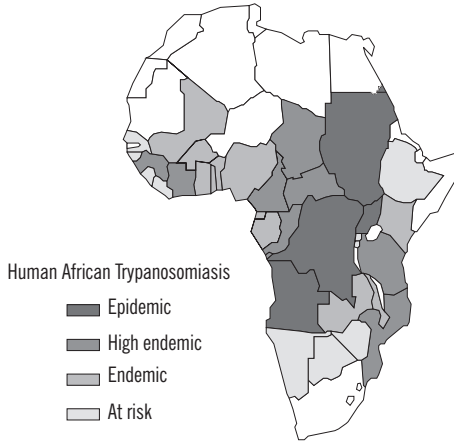 Human African Trypanosomiasis
Epidemic
High endemic
Endemic
At risk